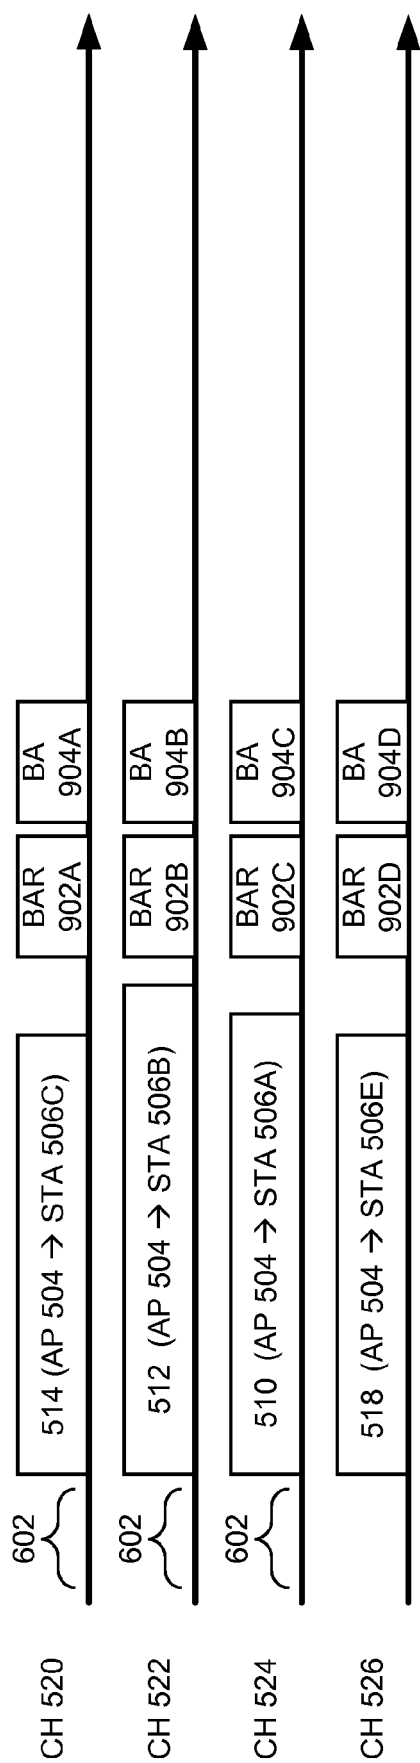 CH 520
602
514 (AP 504 → STA 506C)
BAR
902A
BA
904A
CH 522
602
512 (AP 504 → STA 506B)
BAR
902B
BA
904B
CH 524
602
510 (AP 504 → STA 506A)
BAR
902C
BA
904C
CH 526
518 (AP 504 → STA 506E)
BAR
902D
BA
904D